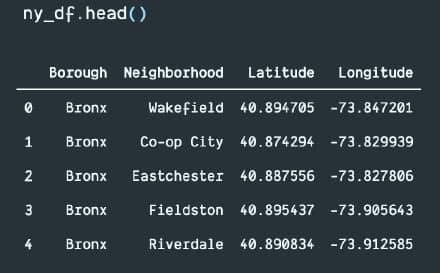 ny_df.head()
Borough Neighborhood Latitude Longitude
0 Bronx Wakefield 40.894705 -73.847201
1 Bronx Co-op City 40.874294 -73.829939
2 Bronx Eastchester 40.887556 -73.827806
3 Bronx Fieldston 40.895437 -73.905643
4 Bronx Riverdale 40.890834 -73.912585